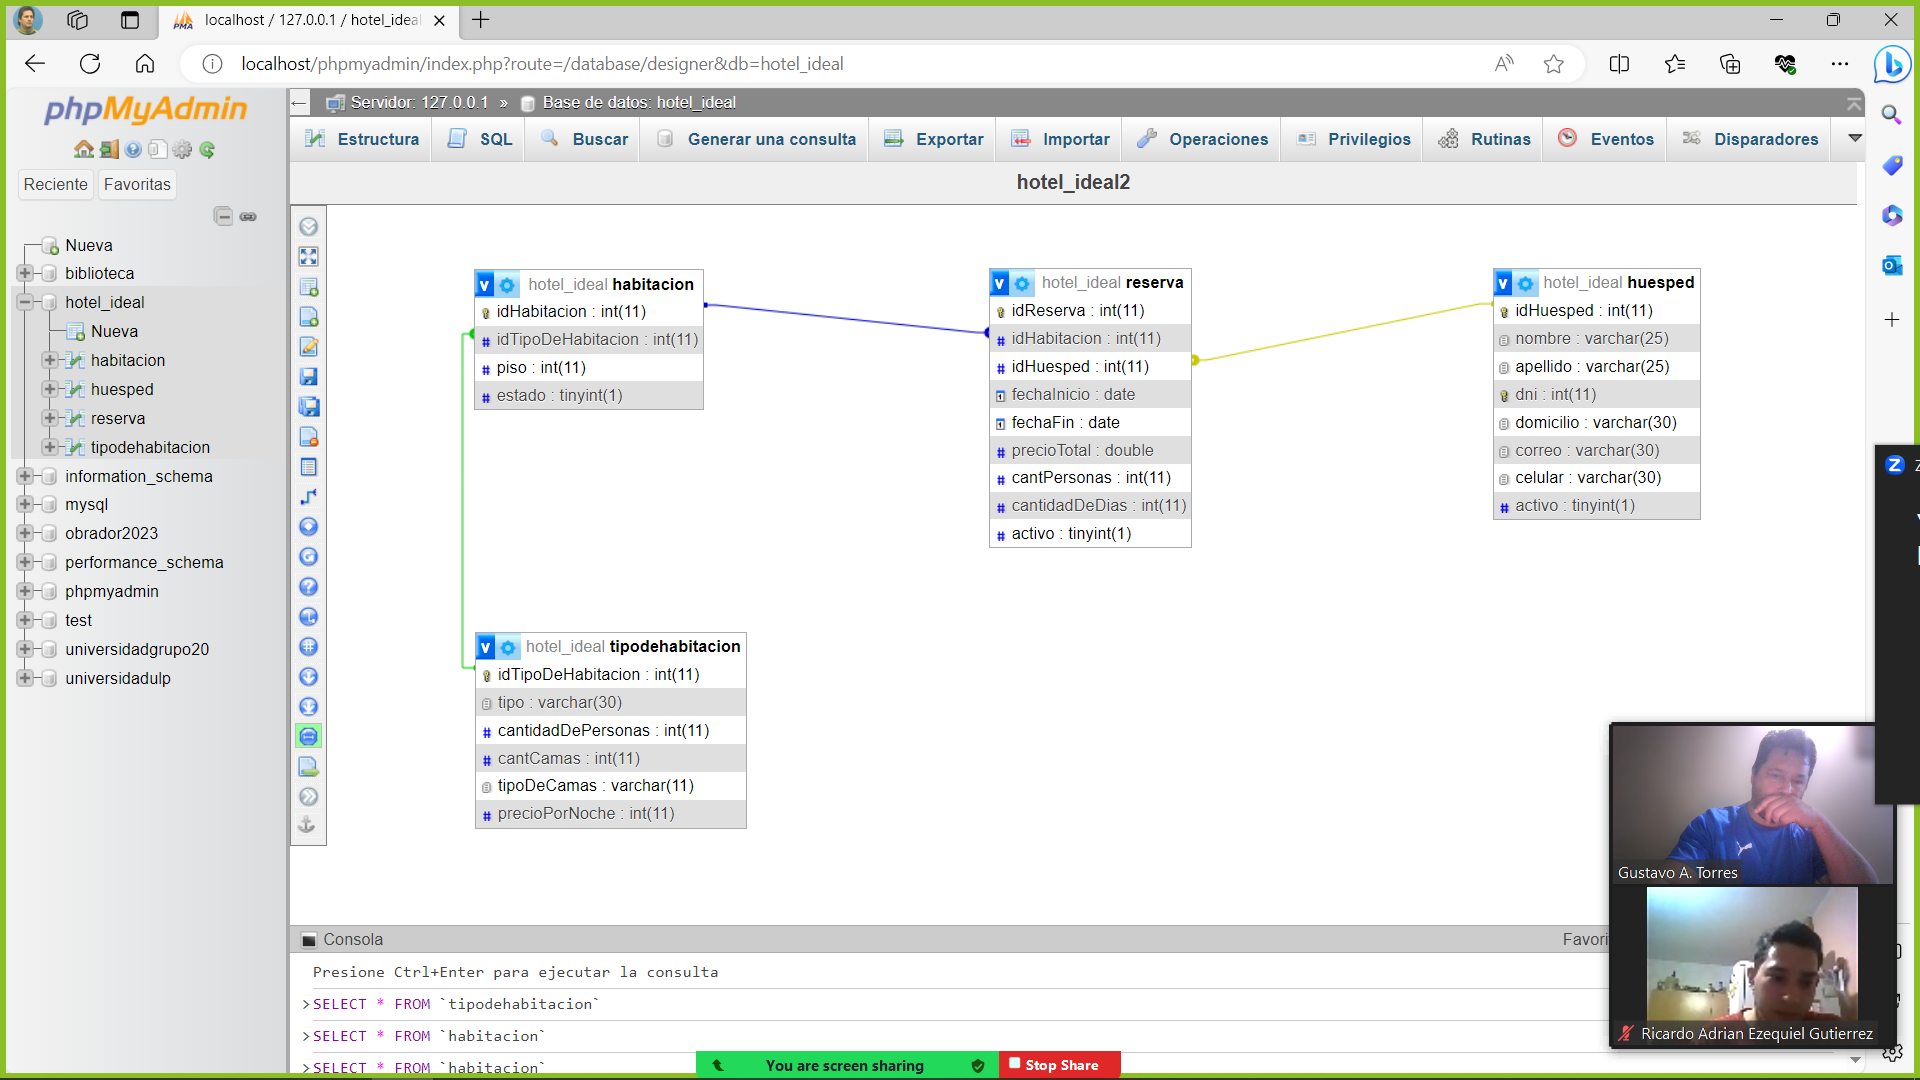 localhost / 127.0.0.1 / hotel_ideal
localhost/phpmyadmin/index.php?route=/database/designer&db=hotel_ideal
phpMyAdmin
Reciente
Favoritas
Nueva
biblioteca
hotel_ideal
Nueva
habitacion
huesped
reserva
tipodehabitacion
information_schema
mysql
obrador2023
performance_schema
phpmyadmin
test
universidadgrupo20
universidadulp
Servidor: 127.0.0.1 » Base de datos: hotel_ideal
Estructura
SQL
Buscar
Generar una consulta
Exportar
Importar
Operaciones
Privilegios
Rutinas
Eventos
Disparadores
hotel_ideal2
hotel_ideal habitacion
idHabitacion : int(11)
idTipoDeHabitacion : int(11)
piso : int(11)
estado : tinyint(1)
hotel_ideal reserva
idReserva : int(11)
idHabitacion : int(11)
idHuesped : int(11)
fechaInicio : date
fechaFin : date
precioTotal : double
cantPersonas : int(11)
cantidadDeDias : int(11)
activo : tinyint(1)
hotel_ideal huesped
idHuesped : int(11)
nombre : varchar(25)
apellido : varchar(25)
dni : int(11)
domicilio : varchar(30)
correo : varchar(30)
celular : varchar(30)
activo : tinyint(1)
hotel_ideal tipodehabitacion
idTipoDeHabitacion : int(11)
tipo : varchar(30)
cantidadDePersonas : int(11)
cantCamas : int(11)
tipoDeCamas : varchar(11)
precioPorNoche : int(11)
Consola
Favori
Presione Ctrl+Enter para ejecutar la consulta
>SELECT * FROM `tipodehabitacion`
>SELECT * FROM `habitacion`
>SELECT * FROM `habitacion`
Gustavo A. Torres
Ricardo Adrian Ezequiel Gutierrez
You are screen sharing
Stop Share